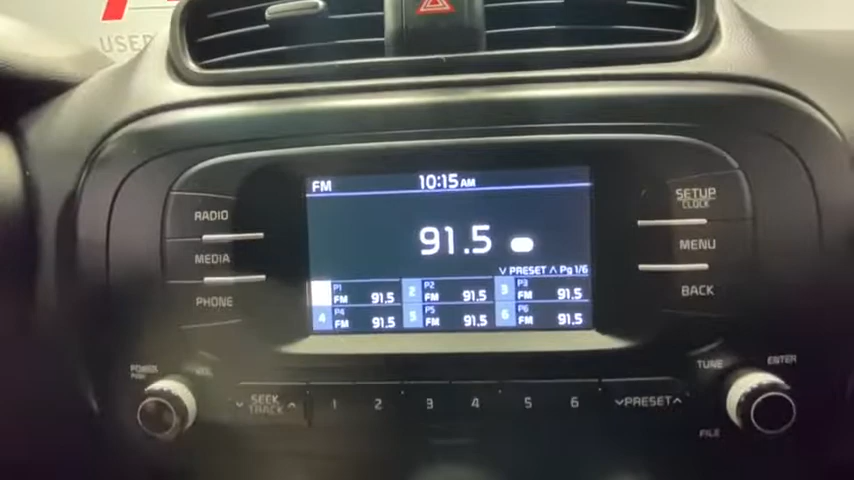 USED
FM 10:15 AM
91.5
∨ PRESET ∧ Pg 1/6
P1 FM 91.5
2 P2 FM 91.5
3 P3 FM 91.5
4 P4 FM 91.5
5 P5 FM 91.5
6 P6 FM 91.5
RADIO
MEDIA
PHONE
SETUP
CLOCK
MENU
BACK
POWER
PUSH
VOL
TUNE
ENTER
FILE
∨ SEEK TRACK ∧
1 2 3 4 5 6
∨ PRESET ∧